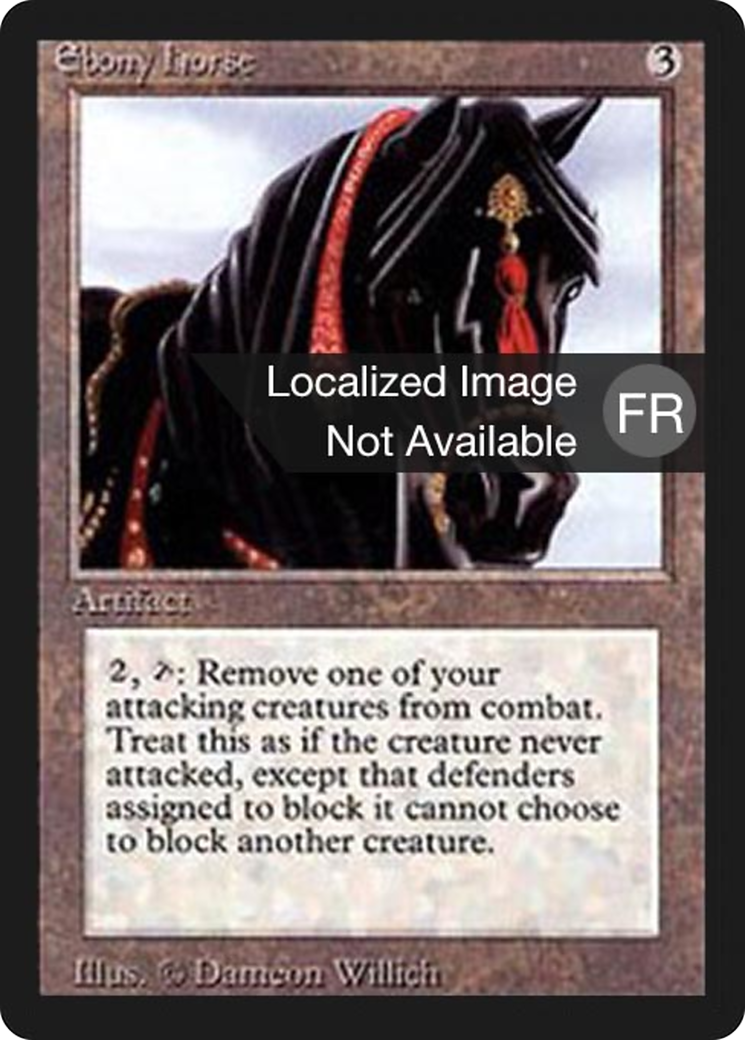 Ebony Horse
3
Localized Image
Not Available
FR
Artifact
2, : Remove one of your
attacking creatures from combat.
Treat this as if the creature never
attacked, except that defenders
assigned to block it cannot choose
to block another creature.
Illus. © Dameon Willich